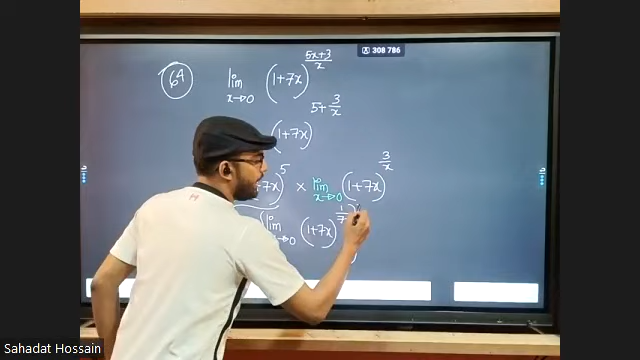 308 786
64 lim x→0 (1+7x)^((5x+3)/x)
(1+7x)^(5+3/x)
+7x)^5 × lim x→0 (1+7x)^(3/x)
lim →0 (1+7x)^(1/7
Sahadat Hossain